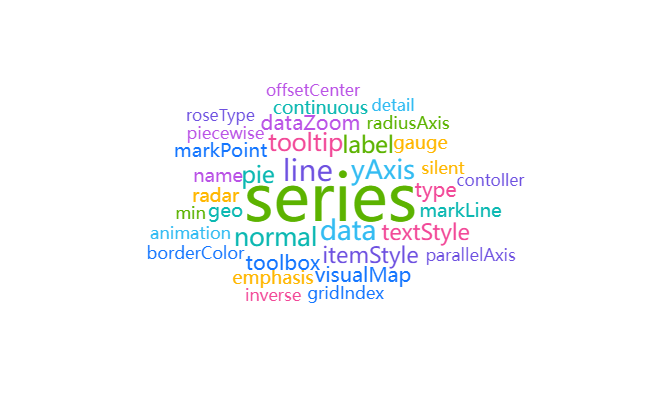 offsetCenter
continuous detail
roseType dataZoom radiusAxis
piecewise tooltip label gauge
markPoint
name pie line yAxis silent
radar series type contoller
min geo markLine
animation normal data textStyle
borderColor toolbox itemStyle parallelAxis
emphasis visualMap
inverse gridIndex